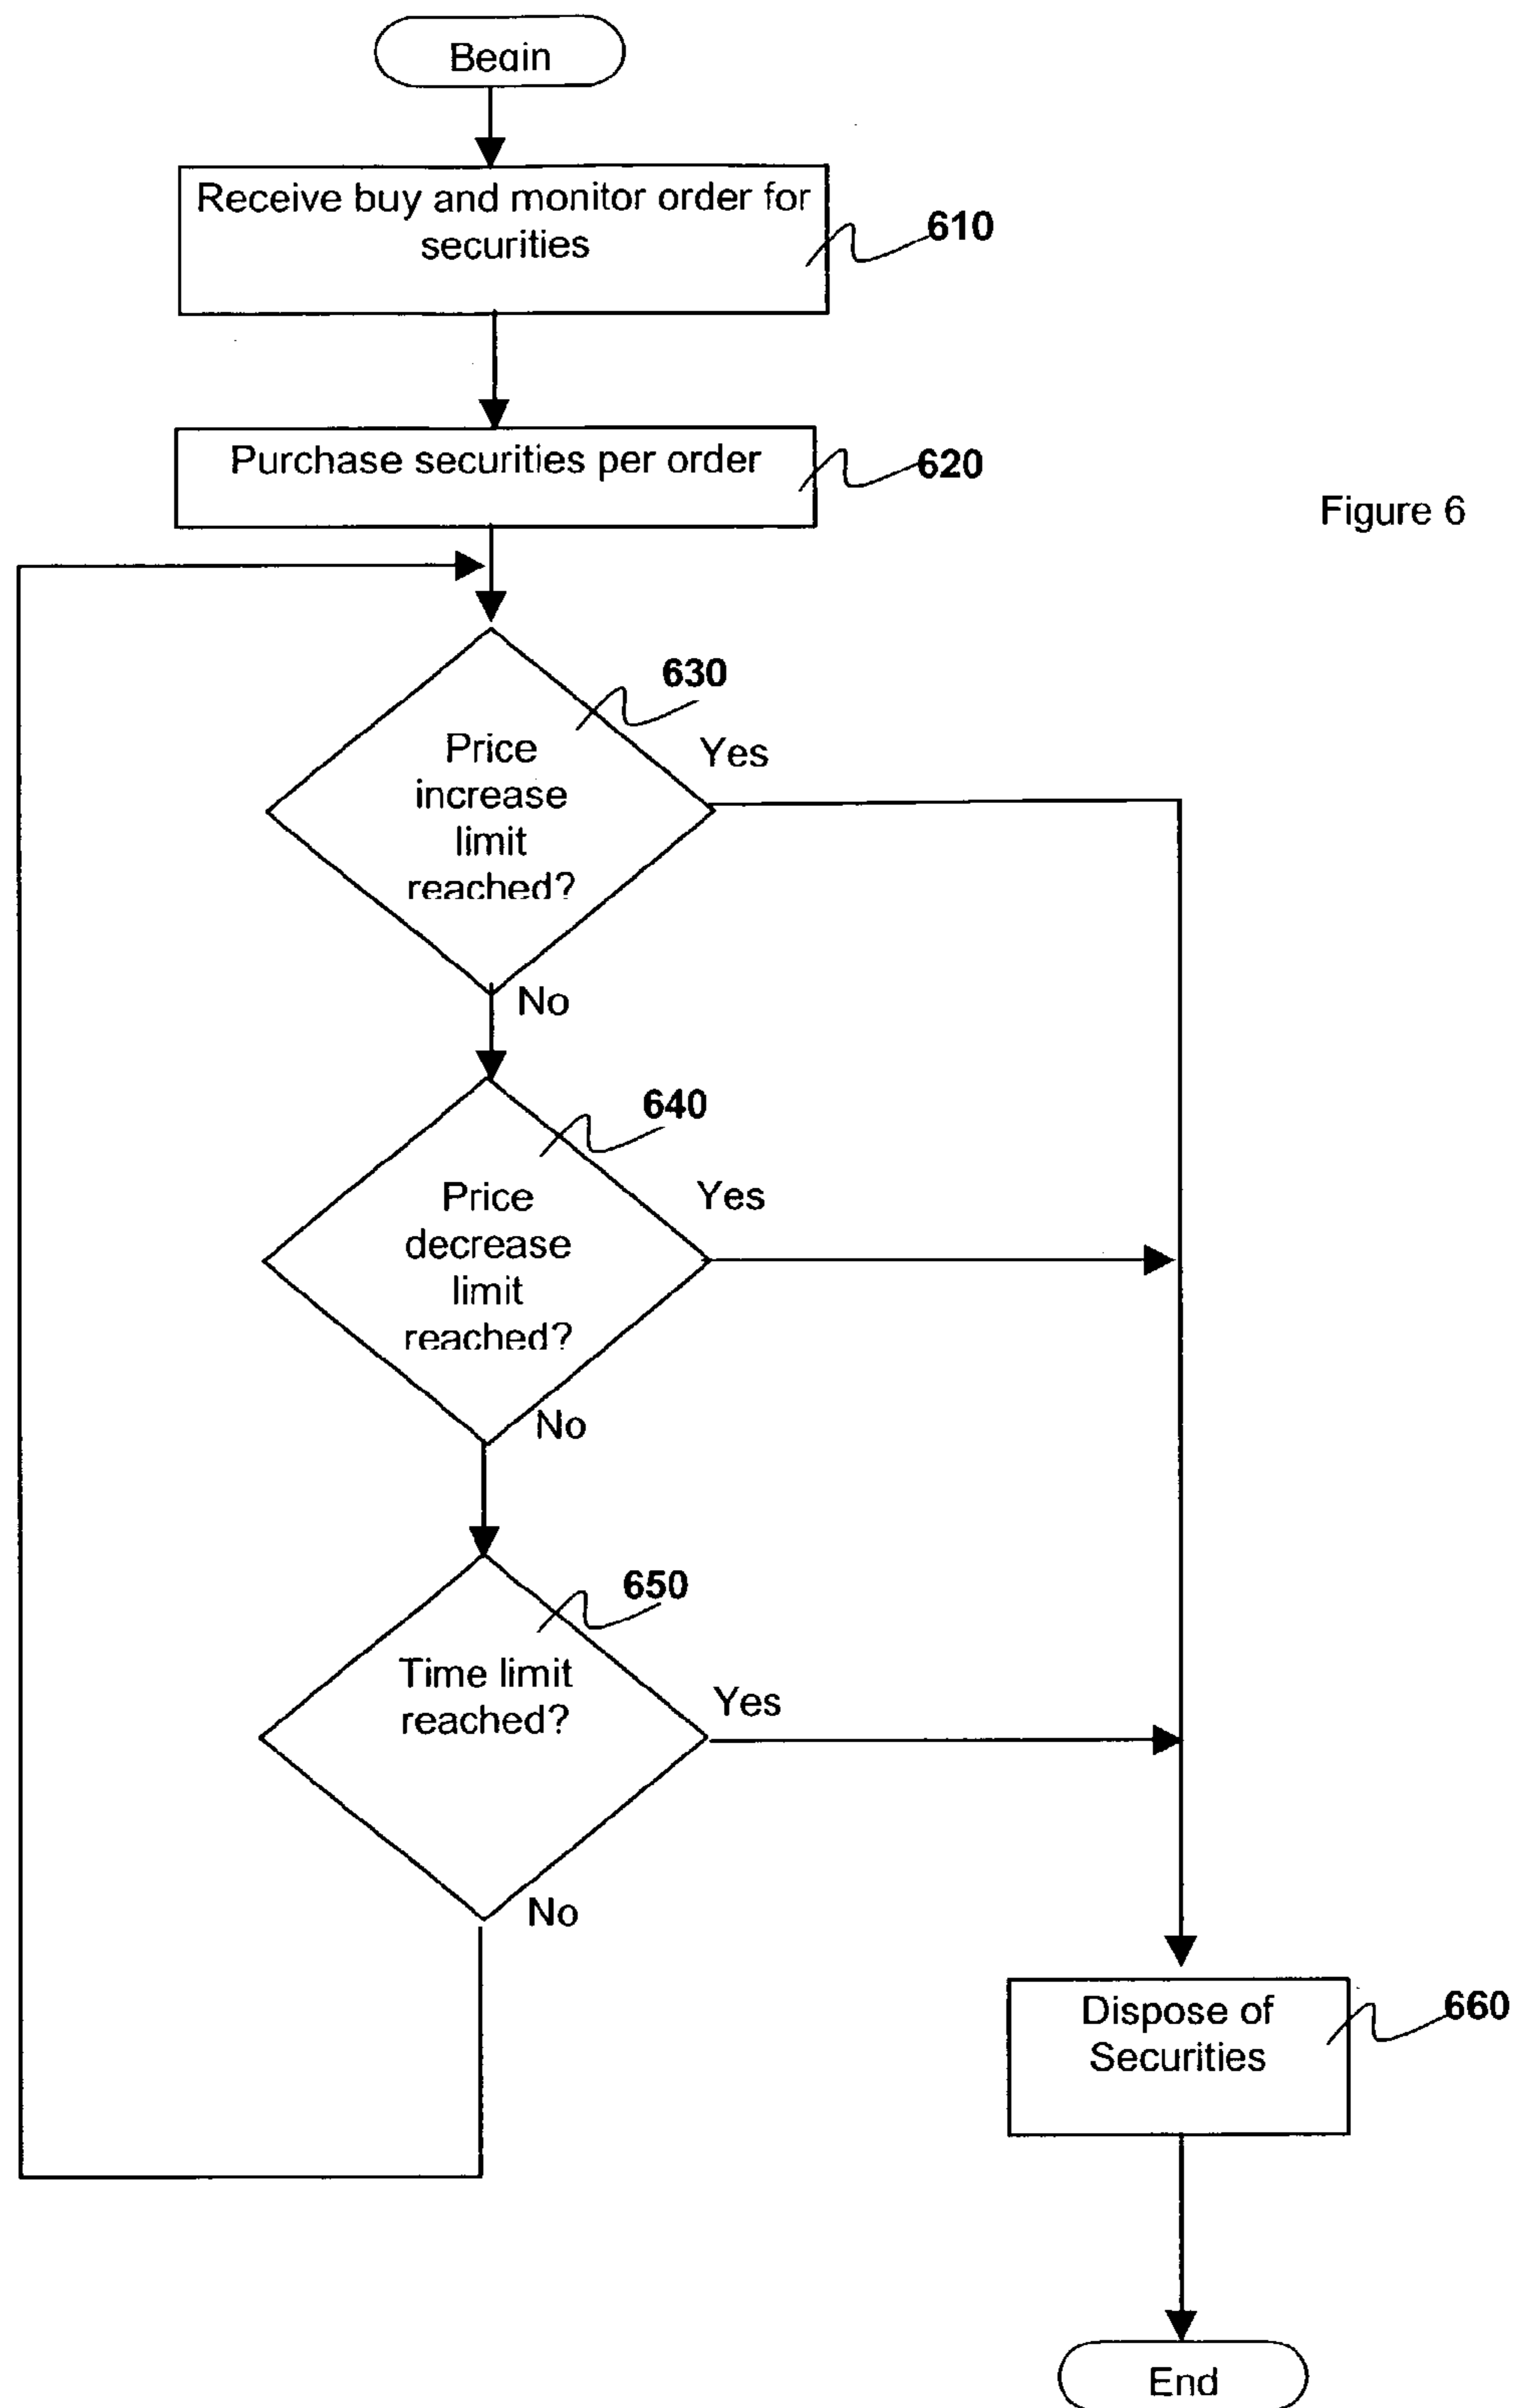 Begin
Receive buy and monitor order for
securities
610
Purchase securities per order
620
Figure 6
630
Price
increase
limit
reached?
Yes
No
640
Price
decrease
limit
reached?
Yes
No
650
Time limit
reached?
Yes
No
Dispose of
Securities
660
End